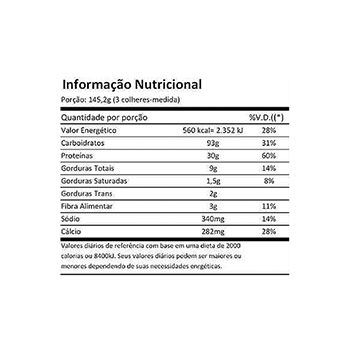 Informação Nutricional
Porção: 145,2g (3 colheres-medida)
Quantidade por porção %V.D.((*)
Valor Energético 560 kcal= 2.352 kJ 28%
Carboidratos 93g 31%
Proteínas 30g 60%
Gorduras Totais 9g 14%
Gorduras Saturadas 1,5g 8%
Gorduras Trans 2g
Fibra Alimentar 3g 11%
Sódio 340mg 14%
Cálcio 282mg 28%
Valores diários de referência com base em uma dieta de 2000
calorias ou 8400kJ. Seus valores diários podem ser maiores ou
menores dependendo de suas necessidades enrgéticas.